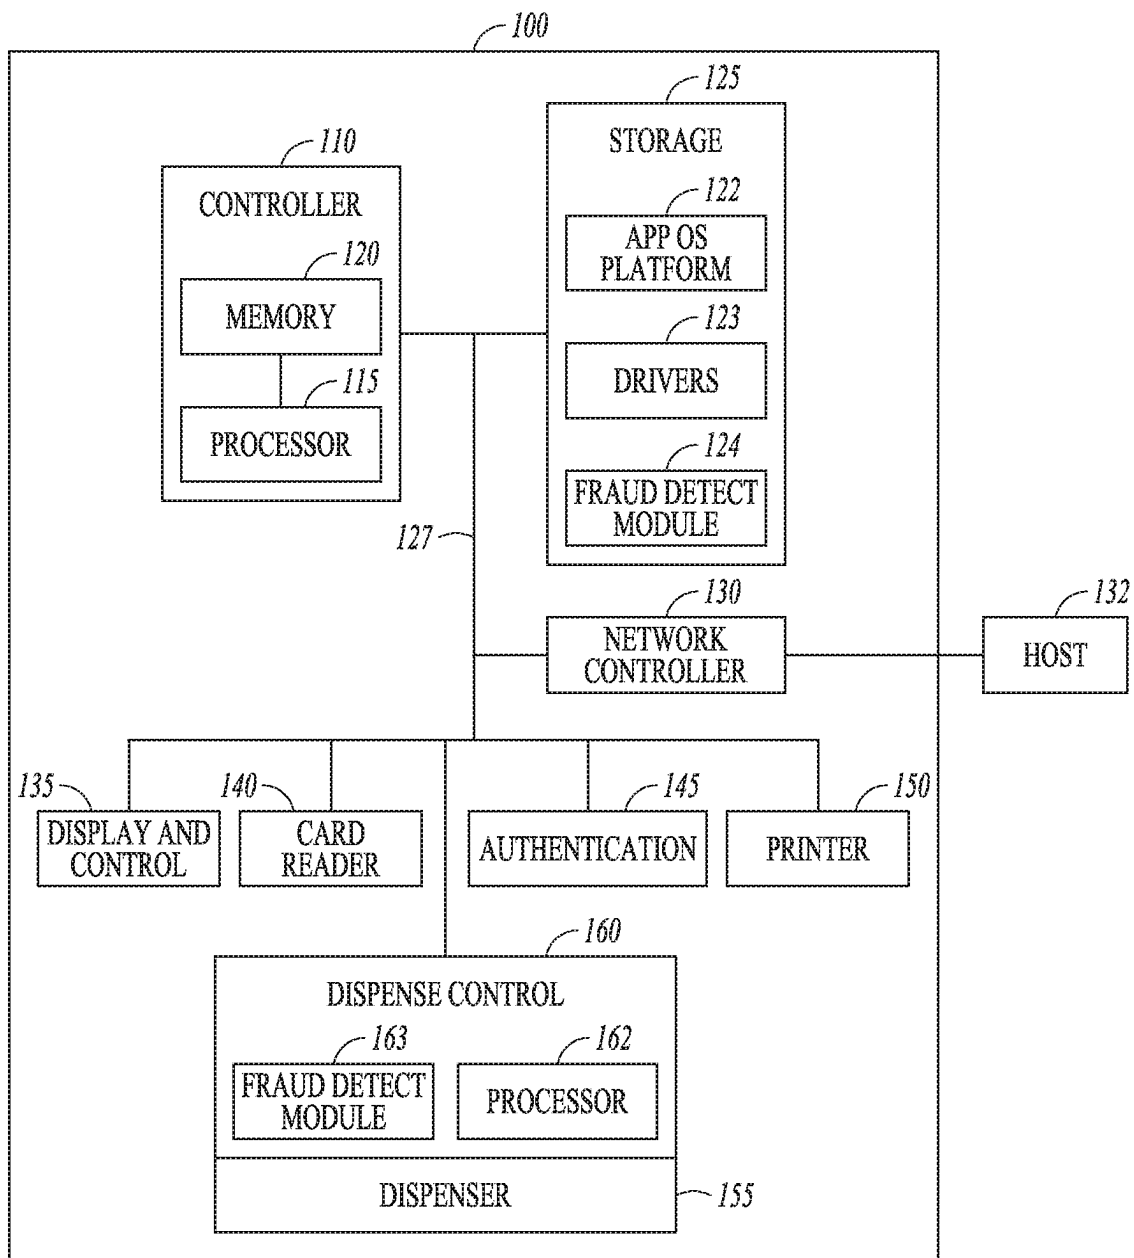 100
125
STORAGE
110
CONTROLLER
122
APP OS
PLATFORM
120
MEMORY
123
DRIVERS
115
PROCESSOR
124
FRAUD DETECT
MODULE
127
130
NETWORK
CONTROLLER
132
HOST
135
DISPLAY AND
CONTROL
140
CARD
READER
145
AUTHENTICATION
150
PRINTER
160
DISPENSE CONTROL
163
FRAUD DETECT
MODULE
162
PROCESSOR
DISPENSER
155